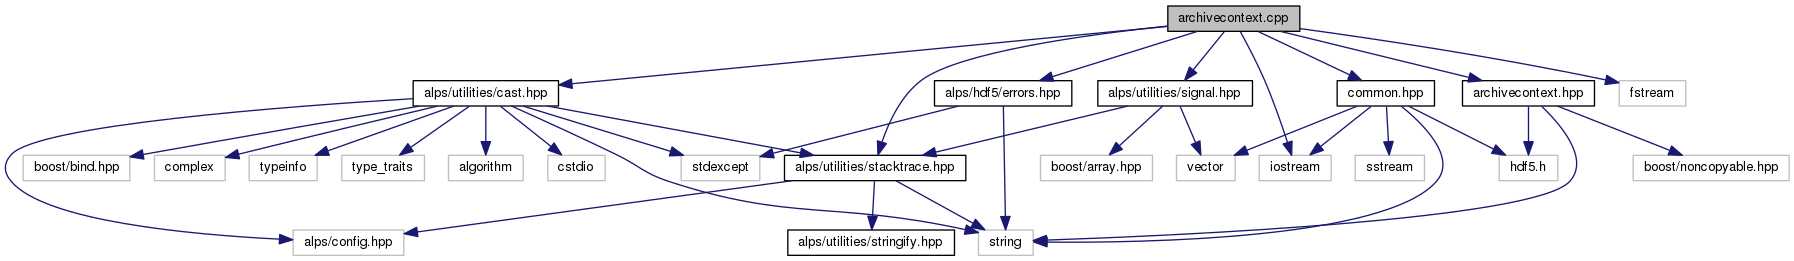 archivecontext.cpp
alps/utilities/cast.hpp
alps/hdf5/errors.hpp
alps/utilities/signal.hpp
common.hpp
archivecontext.hpp
fstream
boost/bind.hpp
complex
typeinfo
type_traits
algorithm
cstdio
stdexcept
alps/utilities/stacktrace.hpp
boost/array.hpp
vector
iostream
sstream
hdf5.h
boost/noncopyable.hpp
alps/config.hpp
alps/utilities/stringify.hpp
string